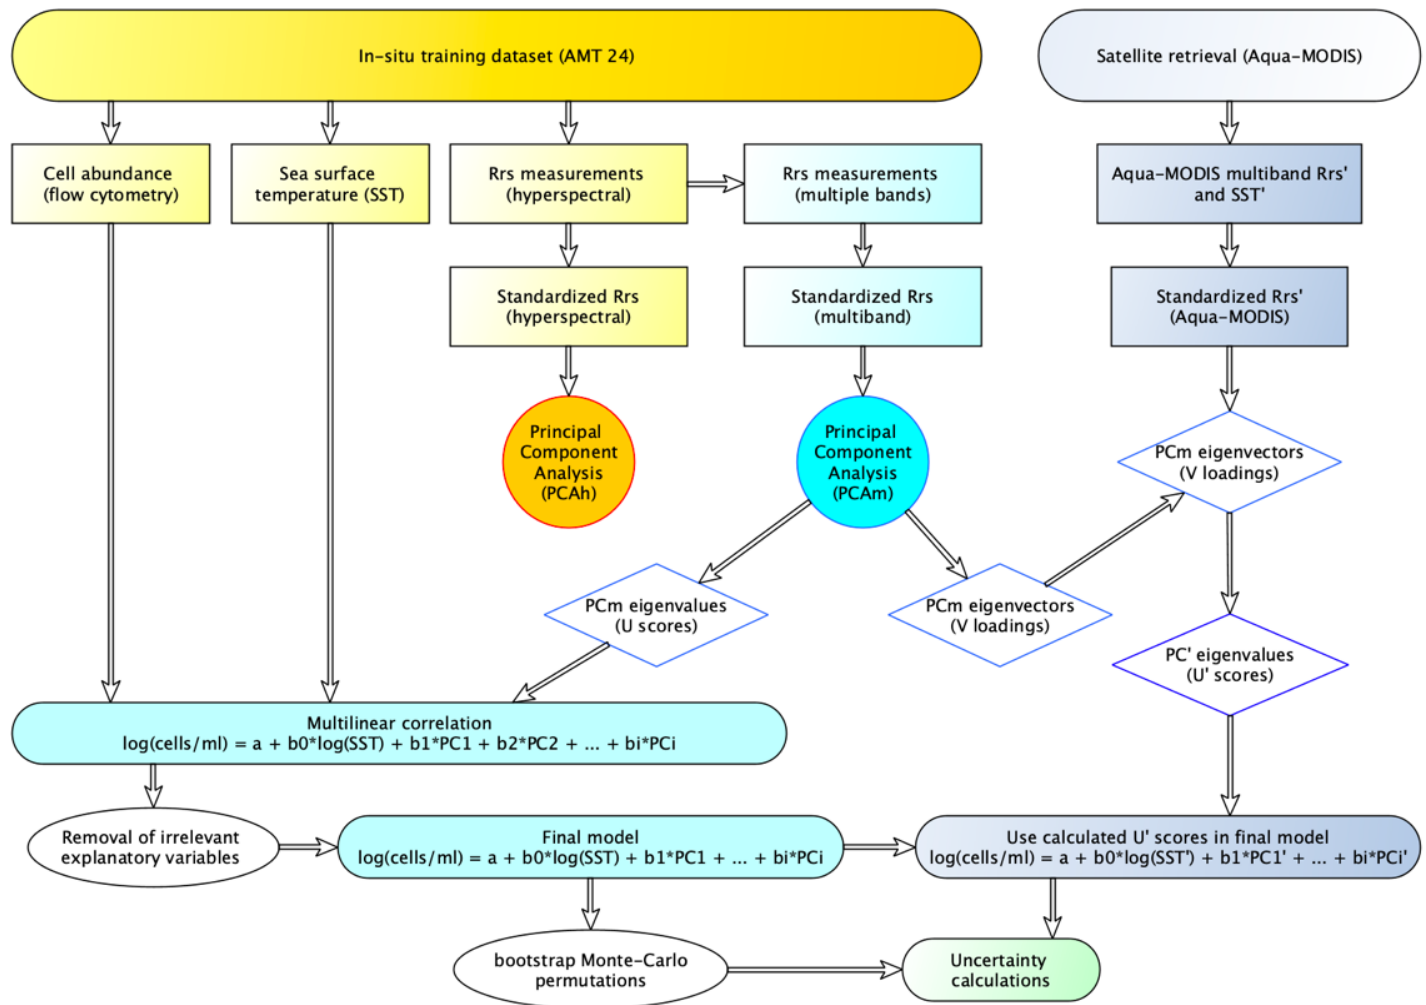 In-situ training dataset (AMT 24)
Satellite retrieval (Aqua-MODIS)
Cell abundance
(flow cytometry)
Sea surface
temperature (SST)
Rrs measurements
(hyperspectral)
Rrs measurements
(multiple bands)
Aqua-MODIS multiband Rrs'
and SST'
Standardized Rrs
(hyperspectral)
Standardized Rrs
(multiband)
Standardized Rrs'
(Aqua-MODIS)
Principal
Component
Analysis
(PCAh)
Principal
Component
Analysis
(PCAm)
PCm eigenvectors
(V loadings)
PCm eigenvalues
(U scores)
PCm eigenvectors
(V loadings)
PC' eigenvalues
(U' scores)
Multilinear correlation
log(cells/ml) = a + b0*log(SST) + b1*PC1 + b2*PC2 + ... + bi*PCi
Removal of irrelevant
explanatory variables
Final model
log(cells/ml) = a + b0*log(SST) + b1*PC1 + ... + bi*PCi
Use calculated U' scores in final model
log(cells/ml) = a + b0*log(SST') + b1*PC1' + ... + bi*PCi'
bootstrap Monte-Carlo
permutations
Uncertainty
calculations